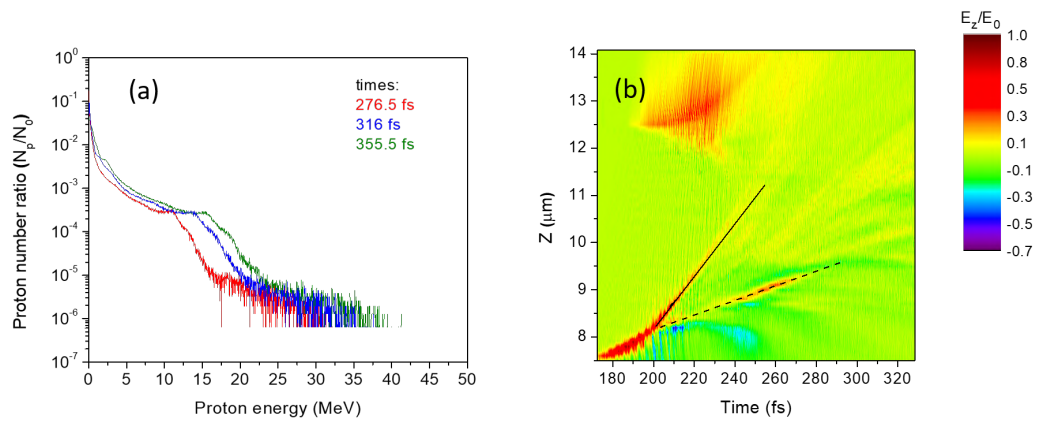 E_z/E_0
(a)
times:
276.5 fs
316 fs
355.5 fs
10^0
10^-1
10^-2
10^-3
10^-4
10^-5
10^-6
10^-7
Proton number ratio (N_p/N_0)
0 5 10 15 20 25 30 35 40 45 50
Proton energy (MeV)
(b)
14
13
12
11
10
9
8
Z (μm)
180 200 220 240 260 280 300 320
Time (fs)
1.0
0.8
0.6
0.4
0.3
0.1
-0.1
-0.3
-0.5
-0.7